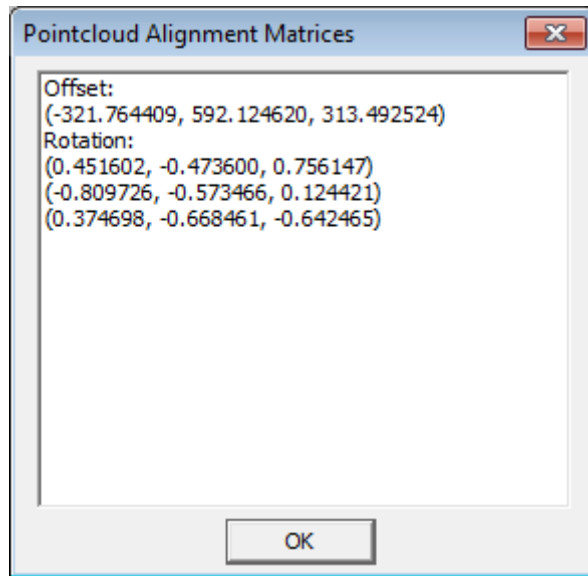 Pointcloud Alignment Matrices
Offset:
(-321.764409, 592.124620, 313.492524)
Rotation:
(0.451602, -0.473600, 0.756147)
(-0.809726, -0.573466, 0.124421)
(0.374698, -0.668461, -0.642465)
OK